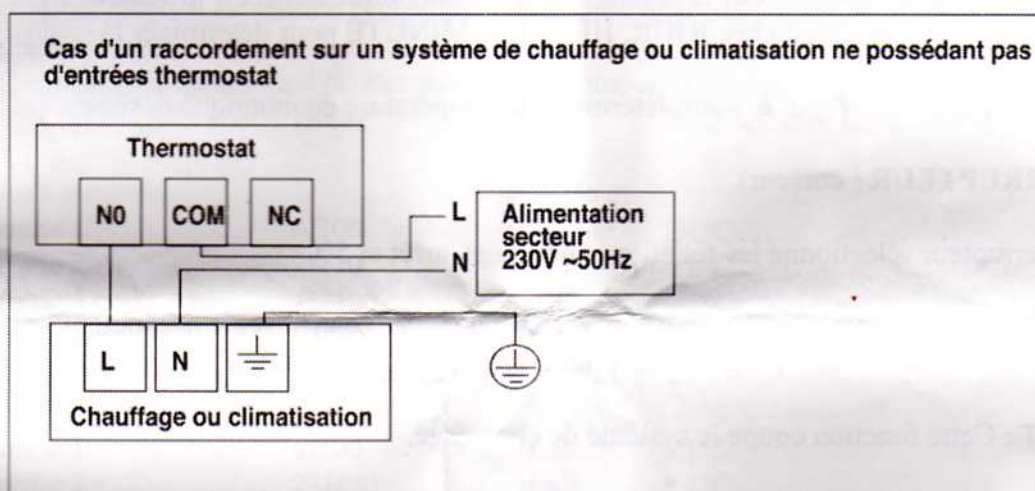 Cas d'un raccordement sur un système de chauffage ou climatisation ne possédant pas
d'entrées thermostat
Thermostat
N0 COM NC
L
N
Alimentation
secteur
230V ~50Hz
L N
Chauffage ou climatisation